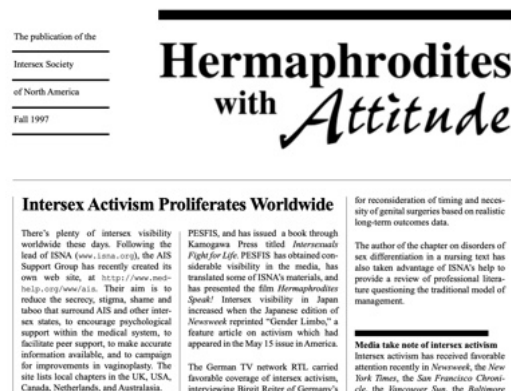 The publication of the
Intersex Society
of North America
Fall 1997
Hermaphrodites
with Attitude
Intersex Activism Proliferates Worldwide
There's plenty of intersex visibility
worldwide these days. Following the
lead of ISNA (www.isna.org), the AIS
Support Group has recently created its
own web site, at http://www.med-
help.org/www/ais. Their aim is to
reduce the secrecy, stigma, shame and
taboo that surround AIS and other inter-
sex states, to encourage psychological
support within the medical system, to
facilitate peer support, to make accurate
information available, and to campaign
for improvements in vaginoplasty. The
site lists local chapters in the UK, USA,
Canada, Netherlands, and Australasia.
PESFIS, and has issued a book through
Kamogawa Press titled Intersexuals
Fight for Life. PESFIS has obtained con-
siderable visibility in the media, has
translated some of ISNA's materials, and
has presented the film Hermaphrodites
Speak! Intersex visibility in Japan
increased when the Japanese edition of
Newsweek reprinted "Gender Limbo," a
feature article on activism which had
appeared in the May 15 issue in America.
The German TV network RTL carried
favorable coverage of intersex activism,
interviewing Birgit Reiter of Germany's
for reconsideration of timing and neces-
sity of genital surgeries based on realistic
long-term outcomes data.
The author of the chapter on disorders of
sex differentiation in a nursing text has
also taken advantage of ISNA's help to
provide a review of professional litera-
ture questioning the traditional model of
management.
Media take note of intersex activism
Intersex activism has received favorable
attention recently in Newsweek, the New
York Times, the San Francisco Chroni-
cle, the Vancouver Sun, the Baltimore